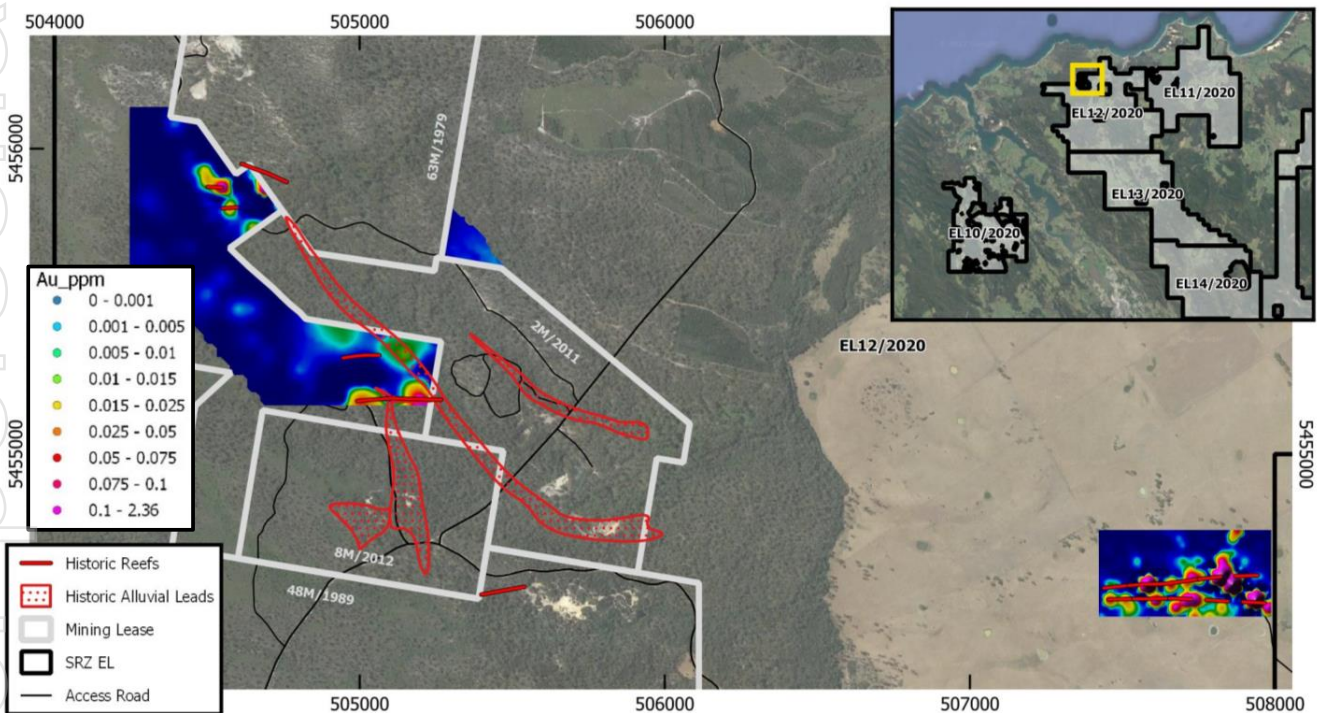 504000
505000
506000
5456000
5455000
63M/1979
2M/2011
8M/2012
48M/1989
EL12/2020
Au_ppm
0 - 0.001
0.001 - 0.005
0.005 - 0.01
0.01 - 0.015
0.015 - 0.025
0.025 - 0.05
0.05 - 0.075
0.075 - 0.1
0.1 - 2.36
Historic Reefs
Historic Alluvial Leads
Mining Lease
SRZ EL
Access Road
EL11/2020
EL12/2020
EL13/2020
EL10/2020
EL14/2020
5455000
505000
506000
507000
508000